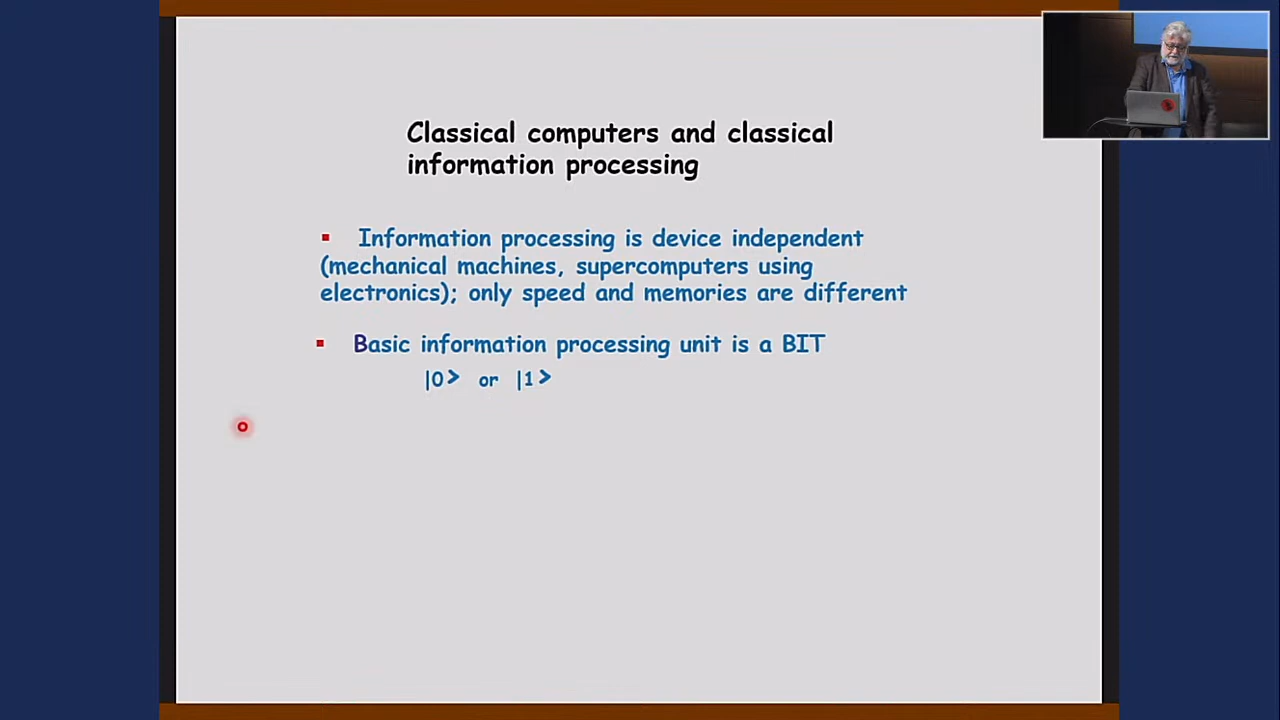 Classical computers and classical
information processing
▪ Information processing is device independent
(mechanical machines, supercomputers using
electronics); only speed and memories are different
▪ Basic information processing unit is a BIT
|0> or |1>